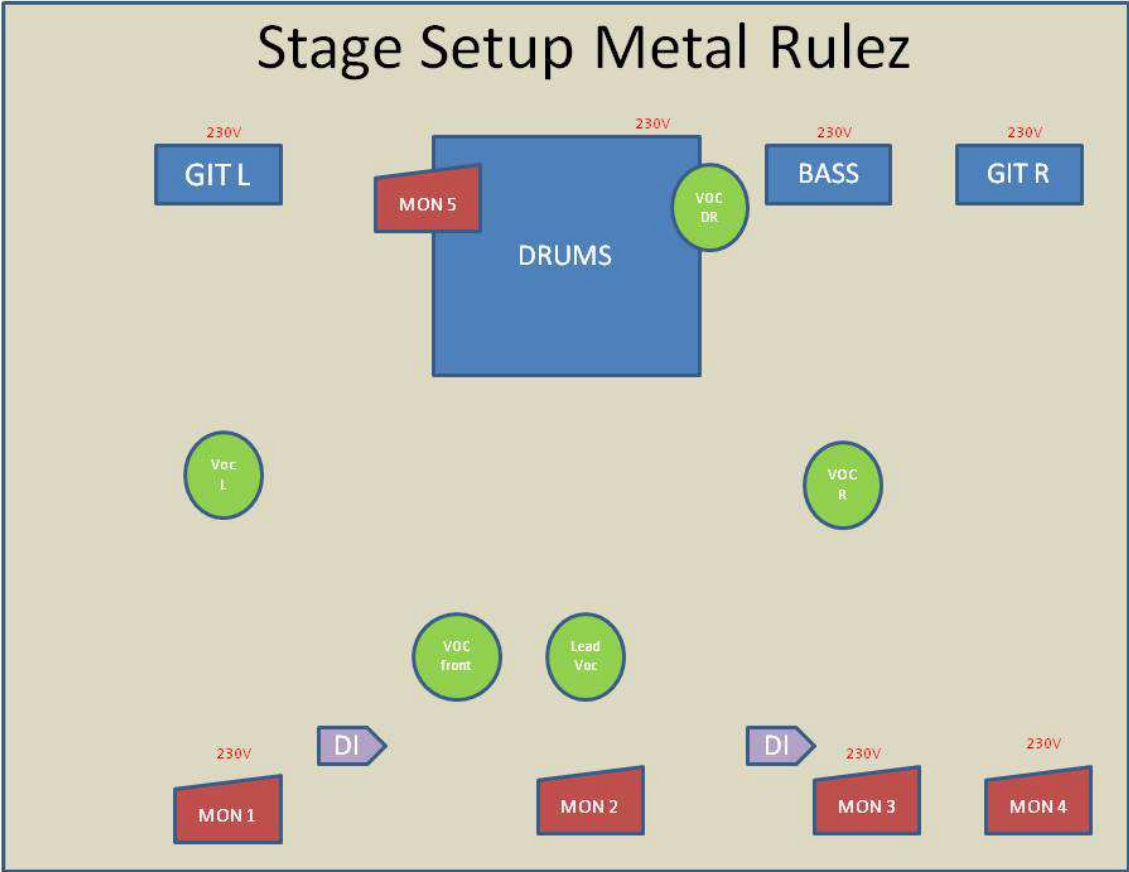 Stage Setup Metal Rulez
230V
230V
230V
230V
GIT L
MON 5
VOC
DR
BASS
GIT R
DRUMS
Voc
L
VOC
R
VOC
front
Lead
Voc
DI
DI
230V
230V
230V
MON 1
MON 2
MON 3
MON 4